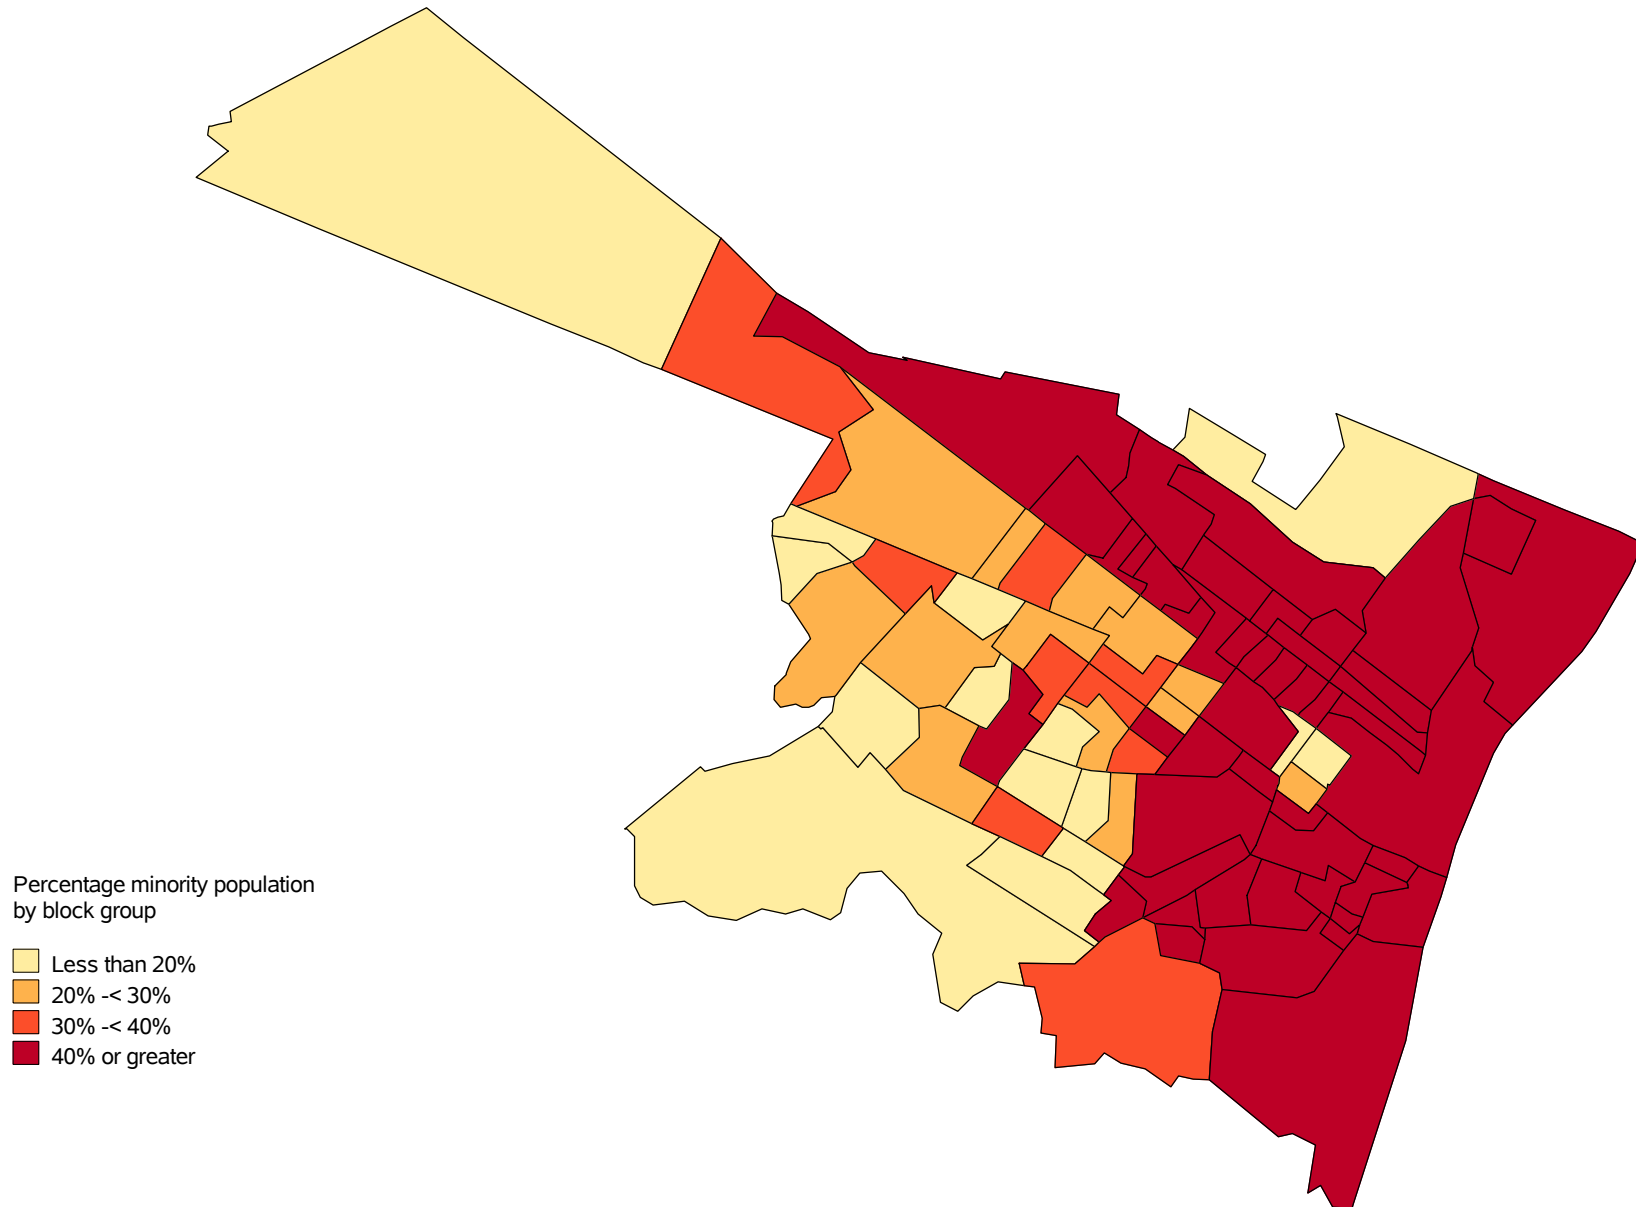 Percentage minority population
by block group
Less than 20%
20% -< 30%
30% -< 40%
40% or greater